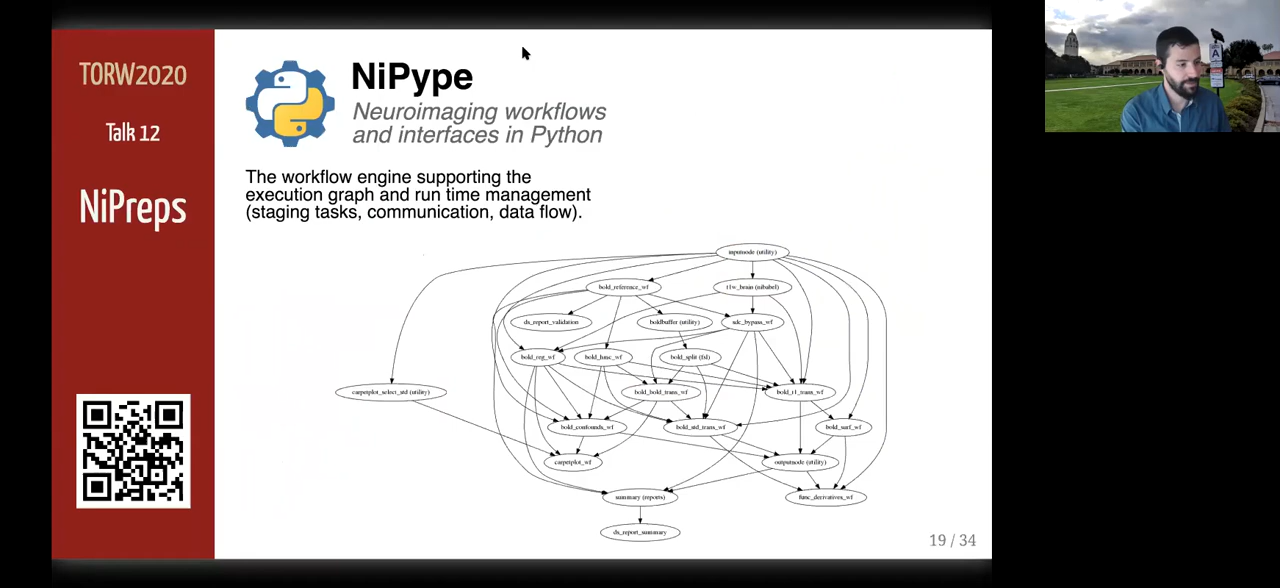 TORW2020
Talk 12
NiPreps
NiPype
Neuroimaging workflows
and interfaces in Python
The workflow engine supporting the
execution graph and run time management
(staging tasks, communication, data flow).
inputnode (utility)
bold_reference_wf
t1w_brain (nibabel)
ds_report_validation
boldbuffer (utility)
sdc_bypass_wf
bold_reg_wf
bold_hmc_wf
bold_split (fsl)
carpetplot_select_std (utility)
bold_bold_trans_wf
bold_t1_trans_wf
bold_confounds_wf
bold_std_trans_wf
bold_surf_wf
carpetplot_wf
outputnode (utility)
summary (reports)
func_derivatives_wf
ds_report_summary
19 / 34
A